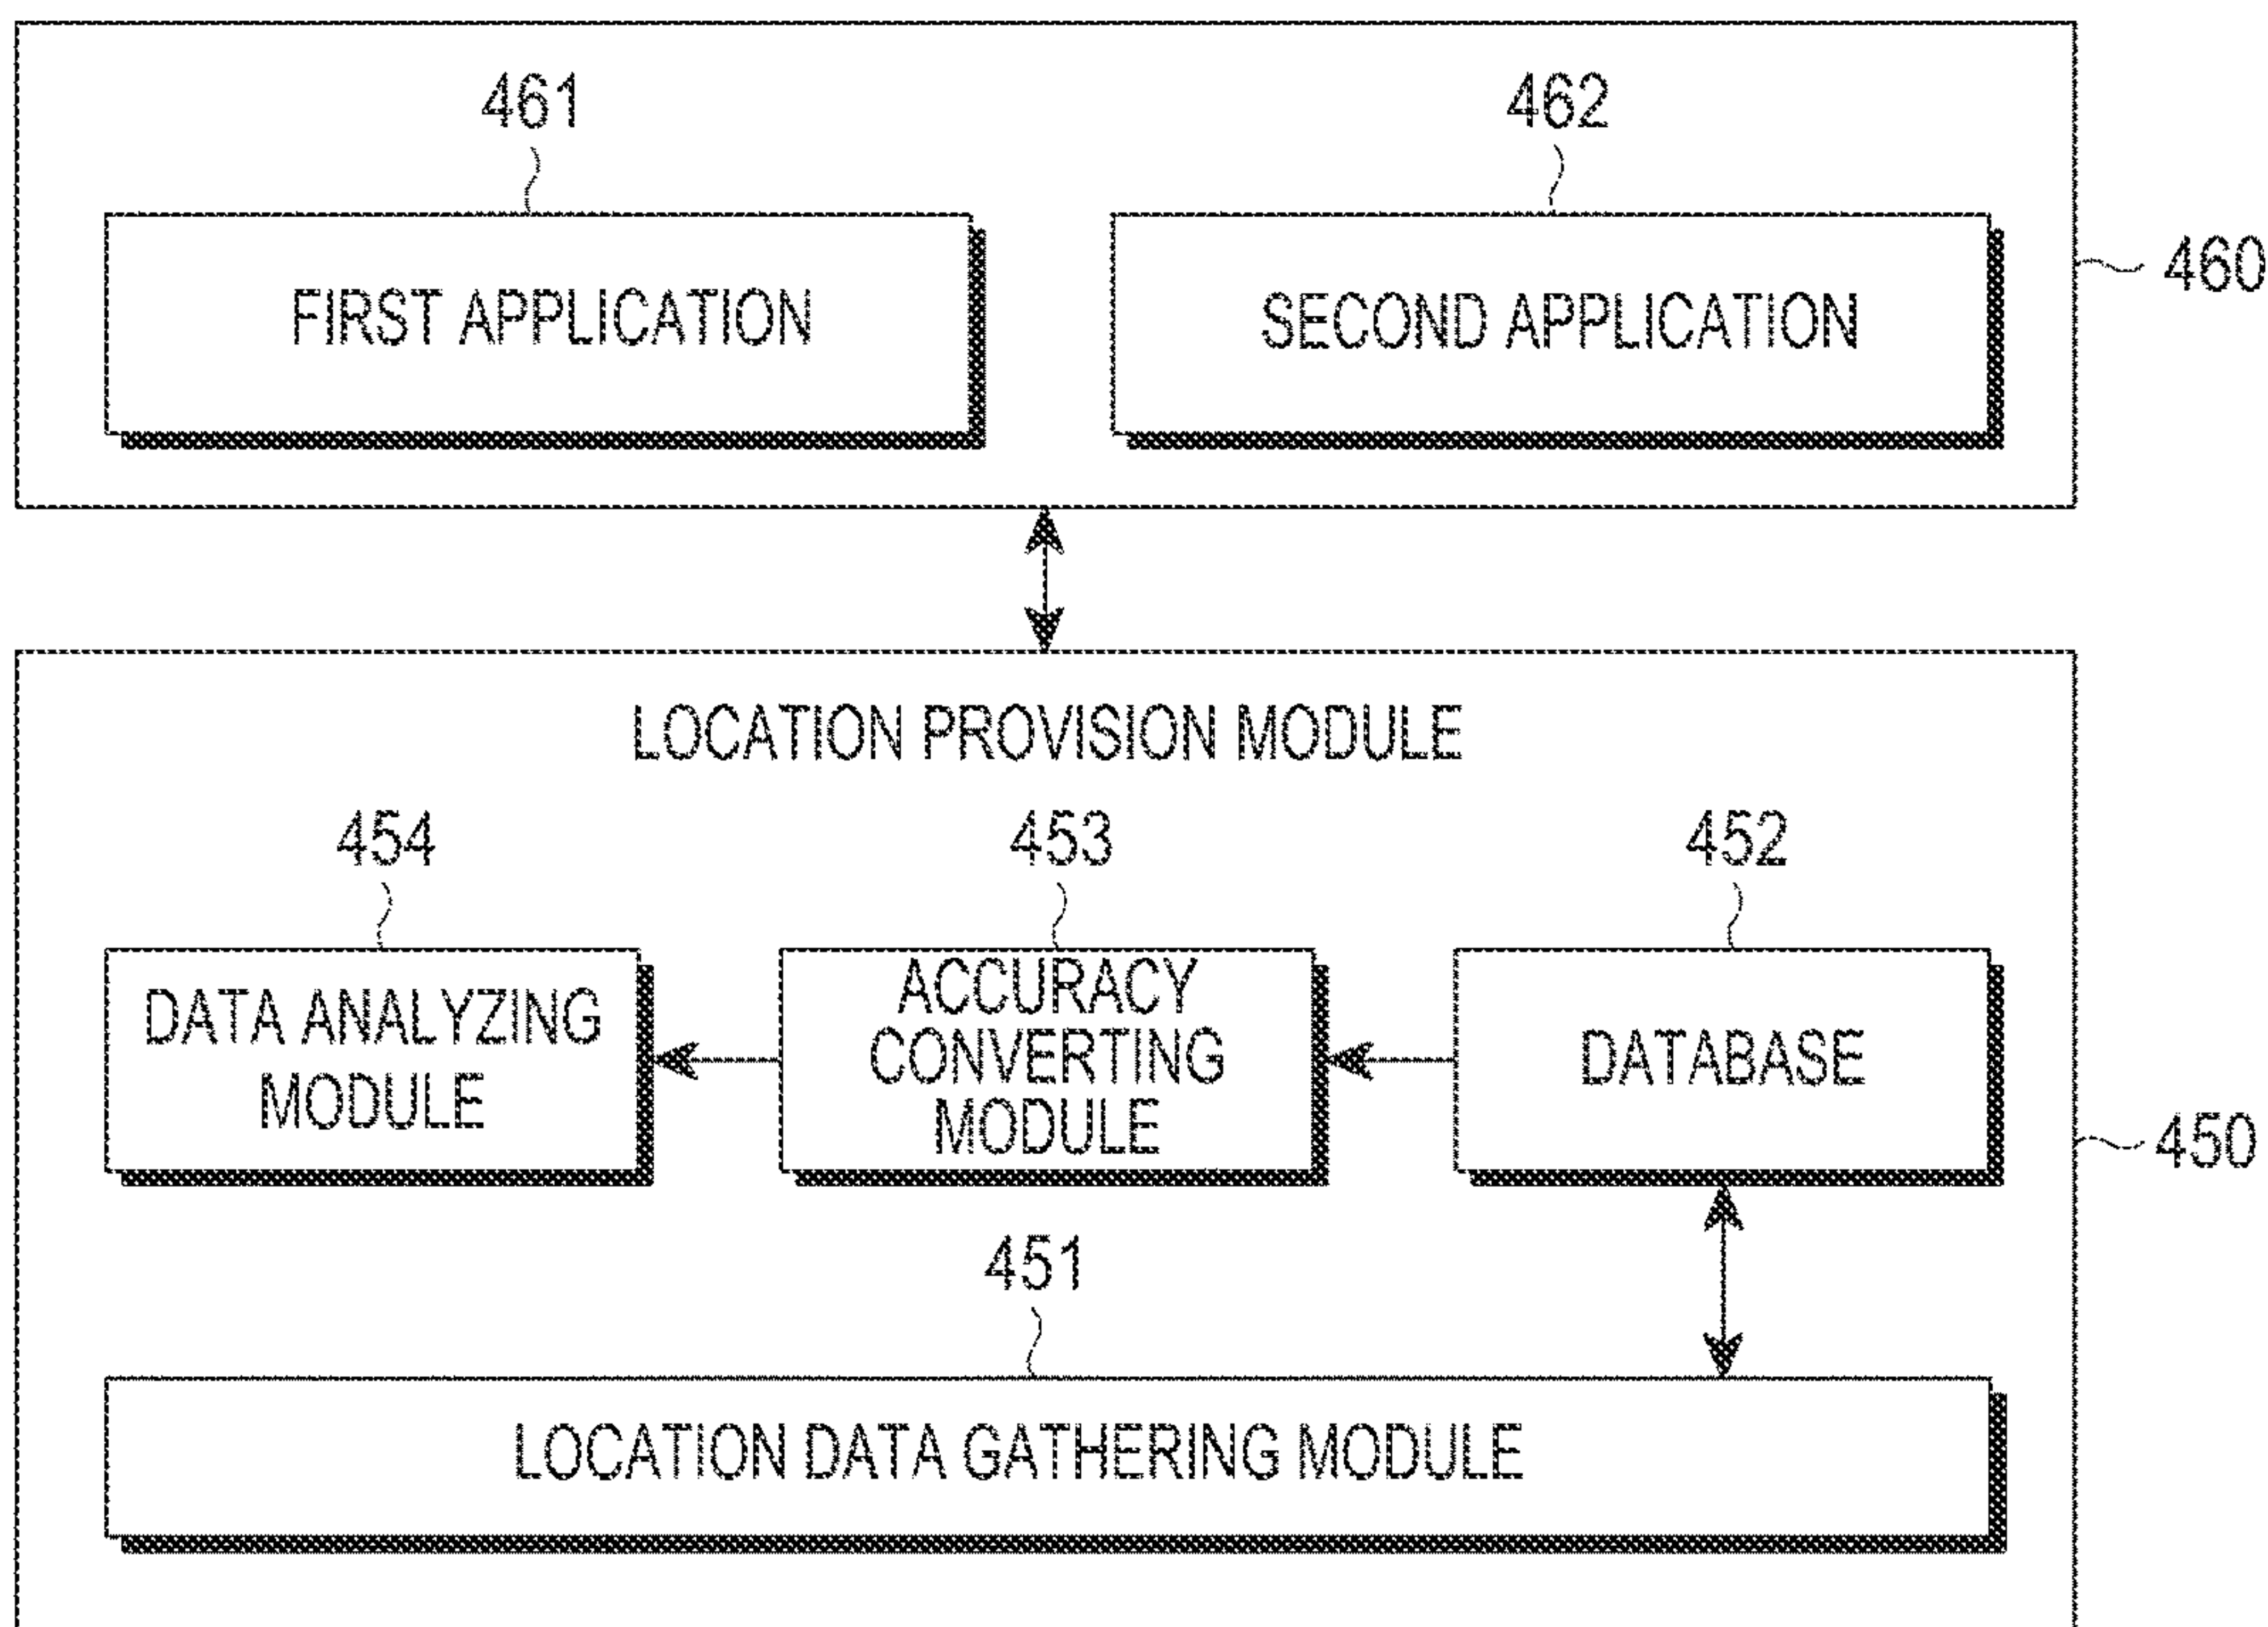 461
462
FIRST APPLICATION
SECOND APPLICATION
460
LOCATION PROVISION MODULE
454
453
452
DATA ANALYZING
MODULE
ACCURACY
CONVERTING
MODULE
DATABASE
450
451
LOCATION DATA GATHERING MODULE